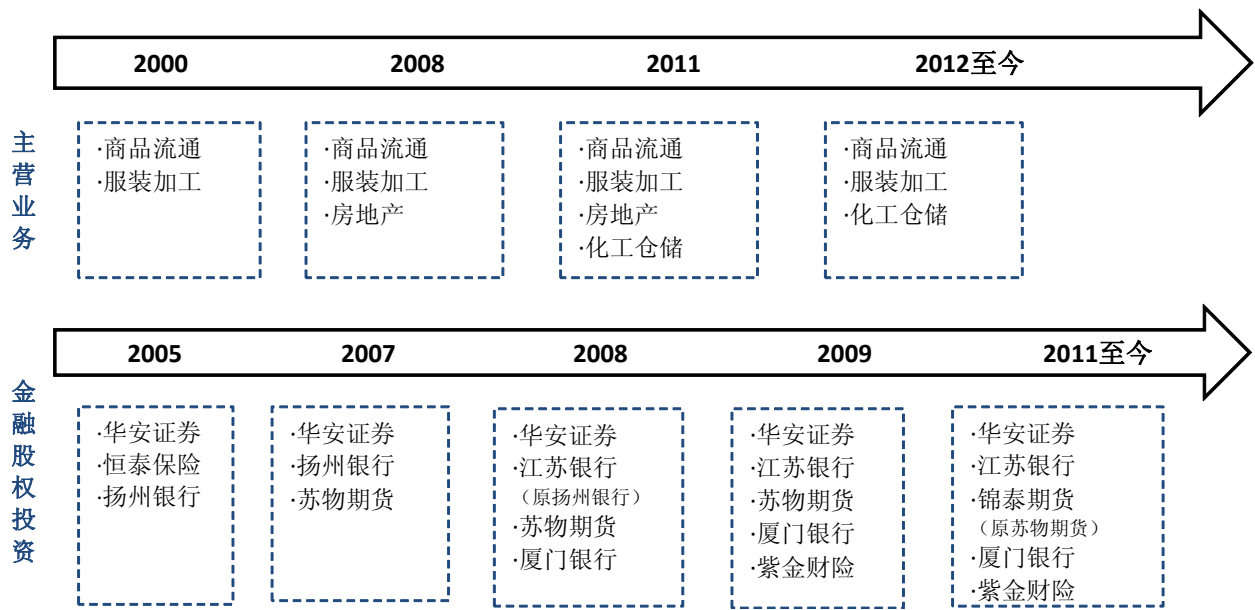 2000 2008 2011 2012至今
主营业务
·商品流通
·服装加工
·商品流通
·服装加工
·房地产
·商品流通
·服装加工
·房地产
·化工仓储
·商品流通
·服装加工
·化工仓储
2005 2007 2008 2009 2011至今
金融股权投资
·华安证券
·恒泰保险
·扬州银行
·华安证券
·扬州银行
·苏物期货
·华安证券
·江苏银行
（原扬州银行）
·苏物期货
·厦门银行
·华安证券
·江苏银行
·苏物期货
·厦门银行
·紫金财险
·华安证券
·江苏银行
·锦泰期货
（原苏物期货）
·厦门银行
·紫金财险